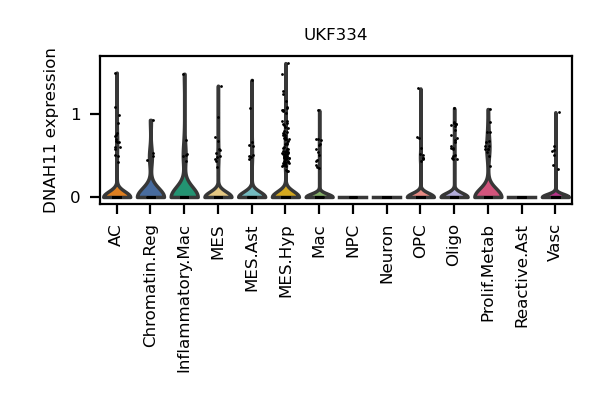 UKF334
DNAH11 expression
1
0
AC
Chromatin.Reg
Inflammatory.Mac
MES
MES.Ast
MES.Hyp
Mac
NPC
Neuron
OPC
Oligo
Prolif.Metab
Reactive.Ast
Vasc